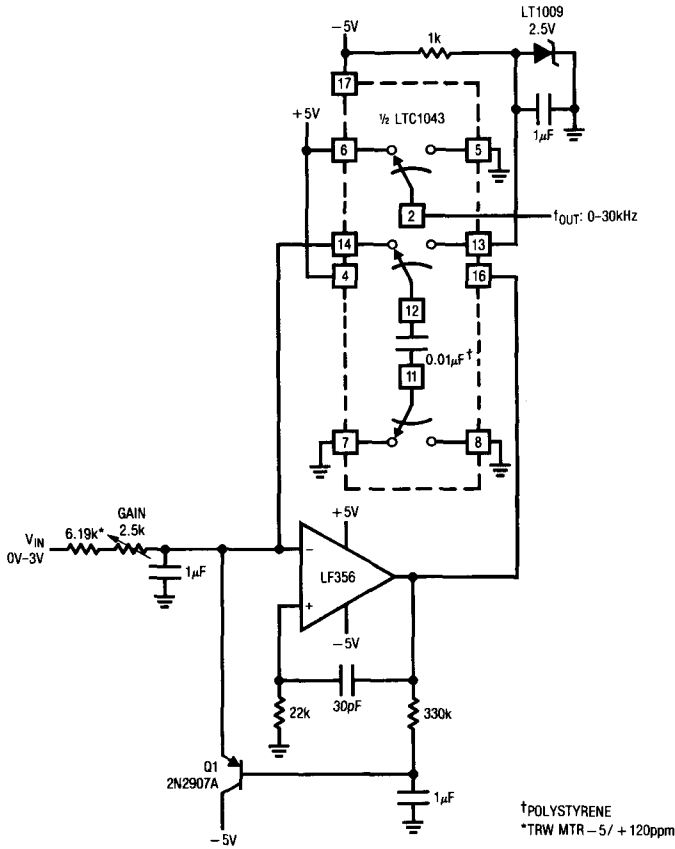 LT1009
2.5V
−5V
1k
17
½ LTC1043
1µF
+5V
6
5
2
fOUT: 0–30kHz
14
13
4
16
12
0.01µF†
11
7
8
GAIN
2.5k
VIN
0V–3V
6.19k*
+5V
1µF
−
LF356
+
−5V
22k
30pF
330k
Q1
2N2907A
1µF
−5V
†POLYSTYRENE
*TRW MTR−5/+120ppm